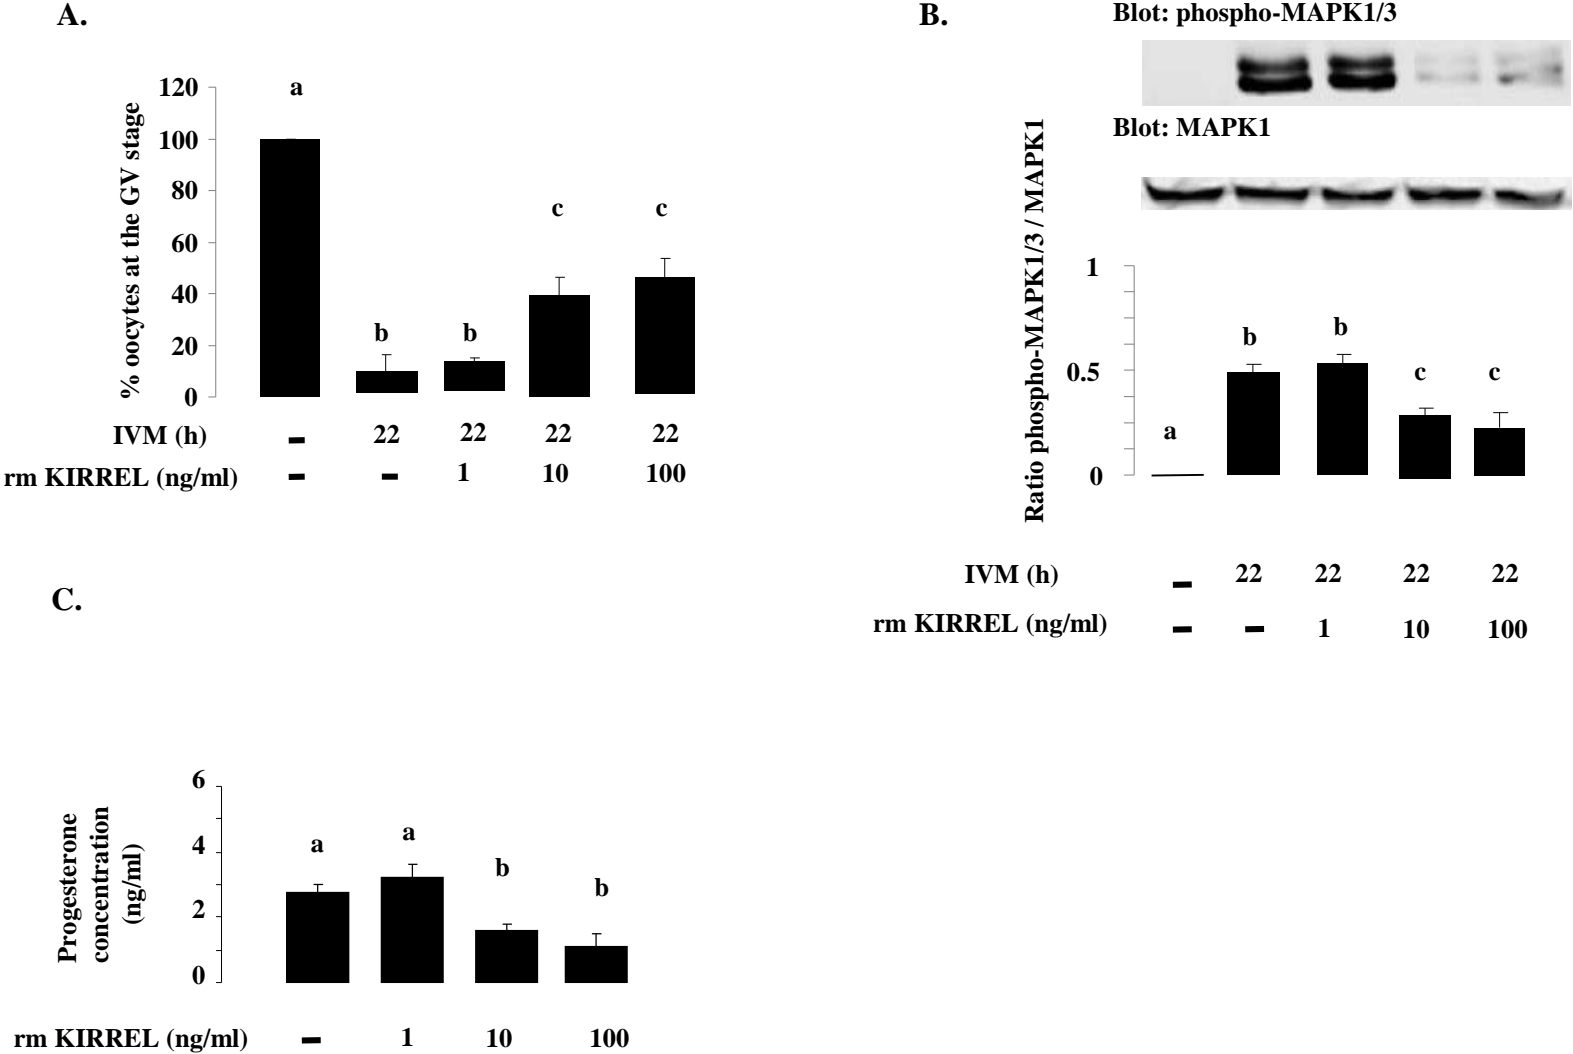 A.
120
100
80
60
40
20
0
% oocytes at the GV stage
a
b
b
c
c
IVM (h) – 22 22 22 22
rm KIRREL (ng/ml) – – 1 10 100
B.
Blot: phospho-MAPK1/3
Blot: MAPK1
Ratio phospho-MAPK1/3 / MAPK1
1
0.5
0
a
b
b
c
c
IVM (h) – 22 22 22 22
rm KIRREL (ng/ml) – – 1 10 100
C.
Progesterone
concentration
(ng/ml)
6
4
2
0
a
a
b
b
rm KIRREL (ng/ml) – 1 10 100